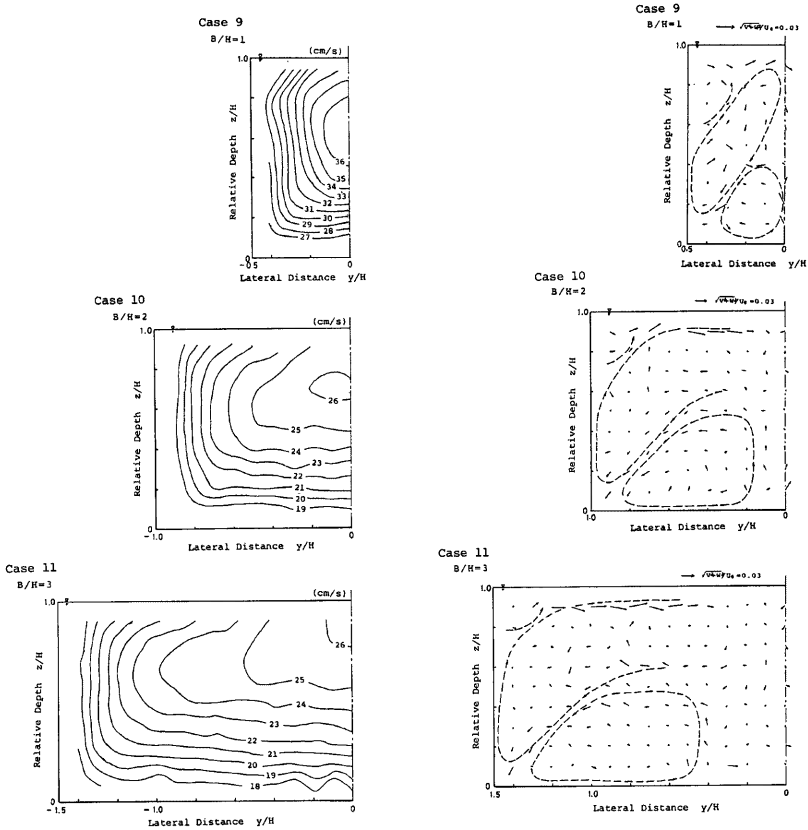 Case 9
B/H=1
(cm/s)
1.0
Relative Depth z/H
36
35
34
33
32
31
30
29
28
27
0
-0.5
0
Lateral Distance y/H
Case 9
B/H=1
=0.03
1.0
Relative Depth z/H
0
0.5
0
Lateral Distance y/H
Case 10
B/H=2
(cm/s)
1.0
Relative Depth z/H
26
25
24
23
22
21
20
19
0
-1.0
0
Lateral Distance y/H
Case 10
B/H=2
=0.03
1.0
Relative Depth z/H
0
1.0
0
Lateral Distance y/H
Case 11
B/H=3
(cm/s)
1.0
Relative Depth z/H
26
25
24
23
22
21
20
19
18
0
-1.5
-1.0
0
Lateral Distance y/H
Case 11
B/H=3
=0.03
1.0
Relative Depth z/H
0
1.5
1.0
0
Lateral Distance y/H